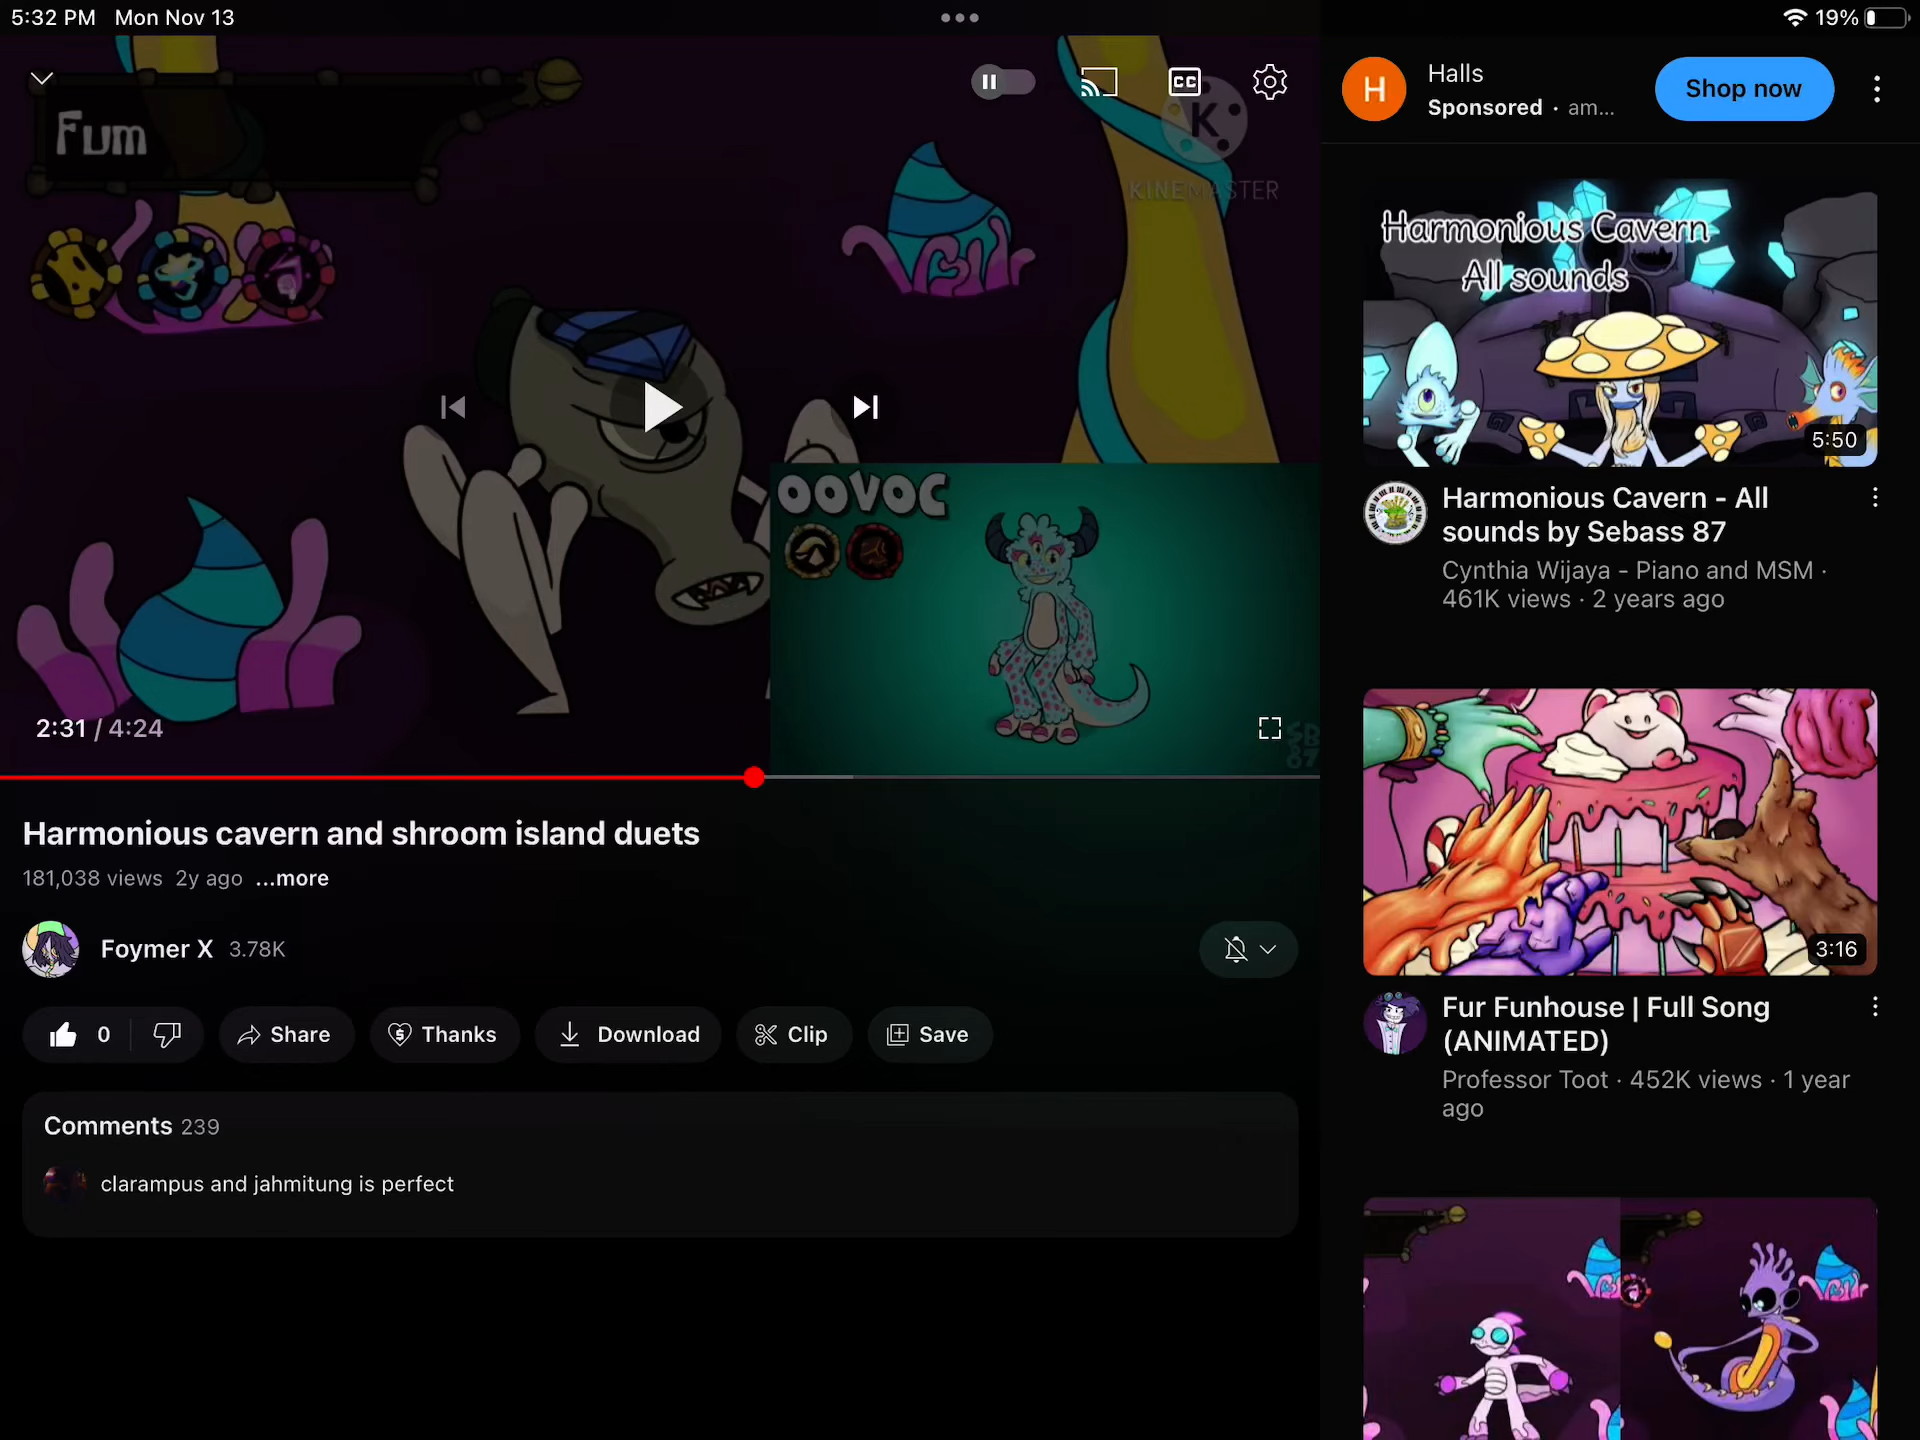 5:32 PM Mon Nov 13
19%
Fum
CC
K
KINEMASTER
OOVOC
SB
87
2:31 / 4:24
Harmonious cavern and shroom island duets
181,038 views 2y ago ...more
Foymer X 3.78K
0
Share
Thanks
Download
Clip
Save
Comments 239
clarampus and jahmitung is perfect
H
Halls
Sponsored · am...
Shop now
Harmonious Cavern
All sounds
5:50
Harmonious Cavern - All
sounds by Sebass 87
Cynthia Wijaya - Piano and MSM ·
461K views · 2 years ago
3:16
Fur Funhouse | Full Song
(ANIMATED)
Professor Toot · 452K views · 1 year
ago